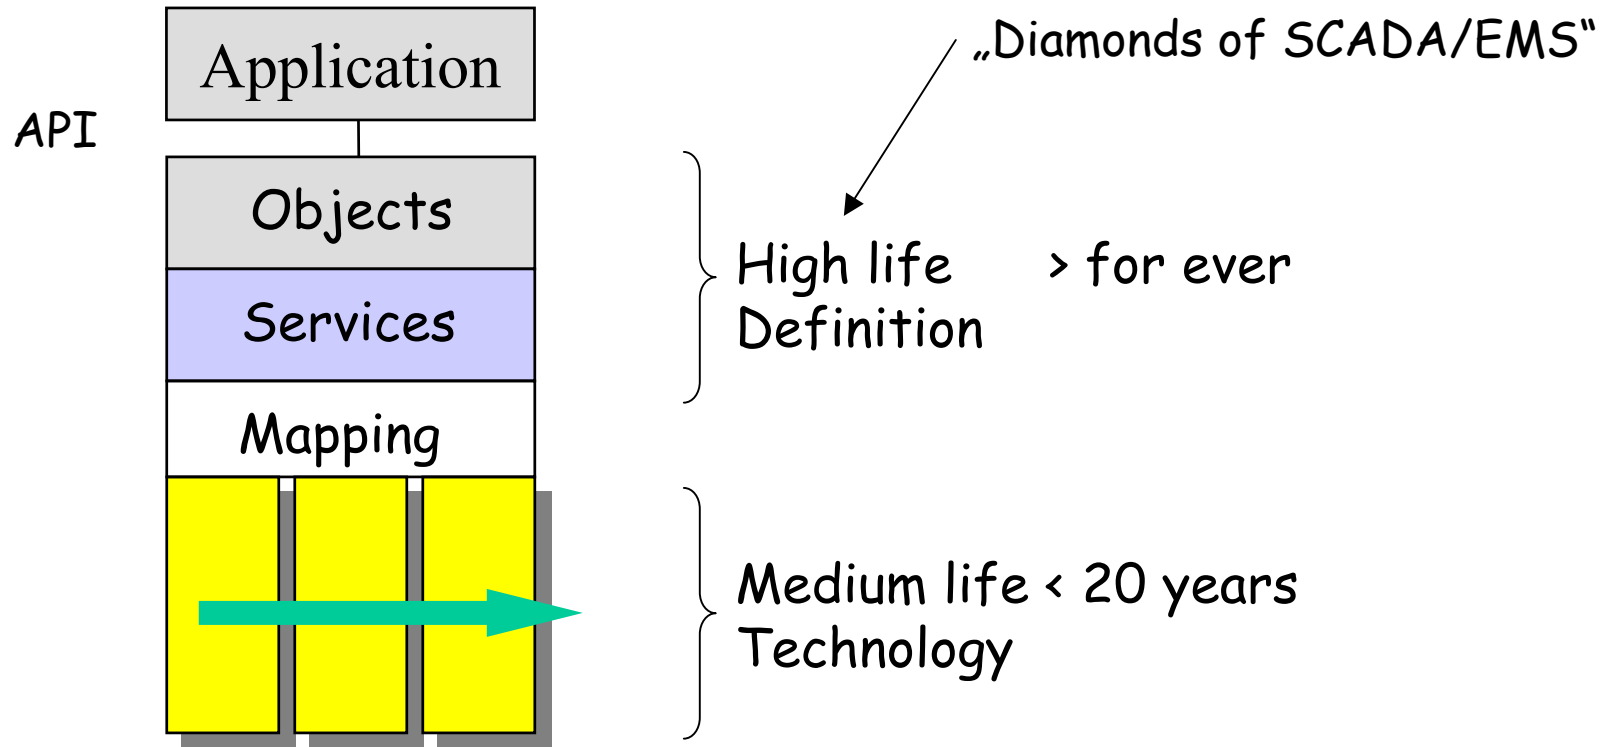 Application
„Diamonds of SCADA/EMS“
API
Objects
High life > for ever
Definition
Services
Mapping
Medium life < 20 years
Technology